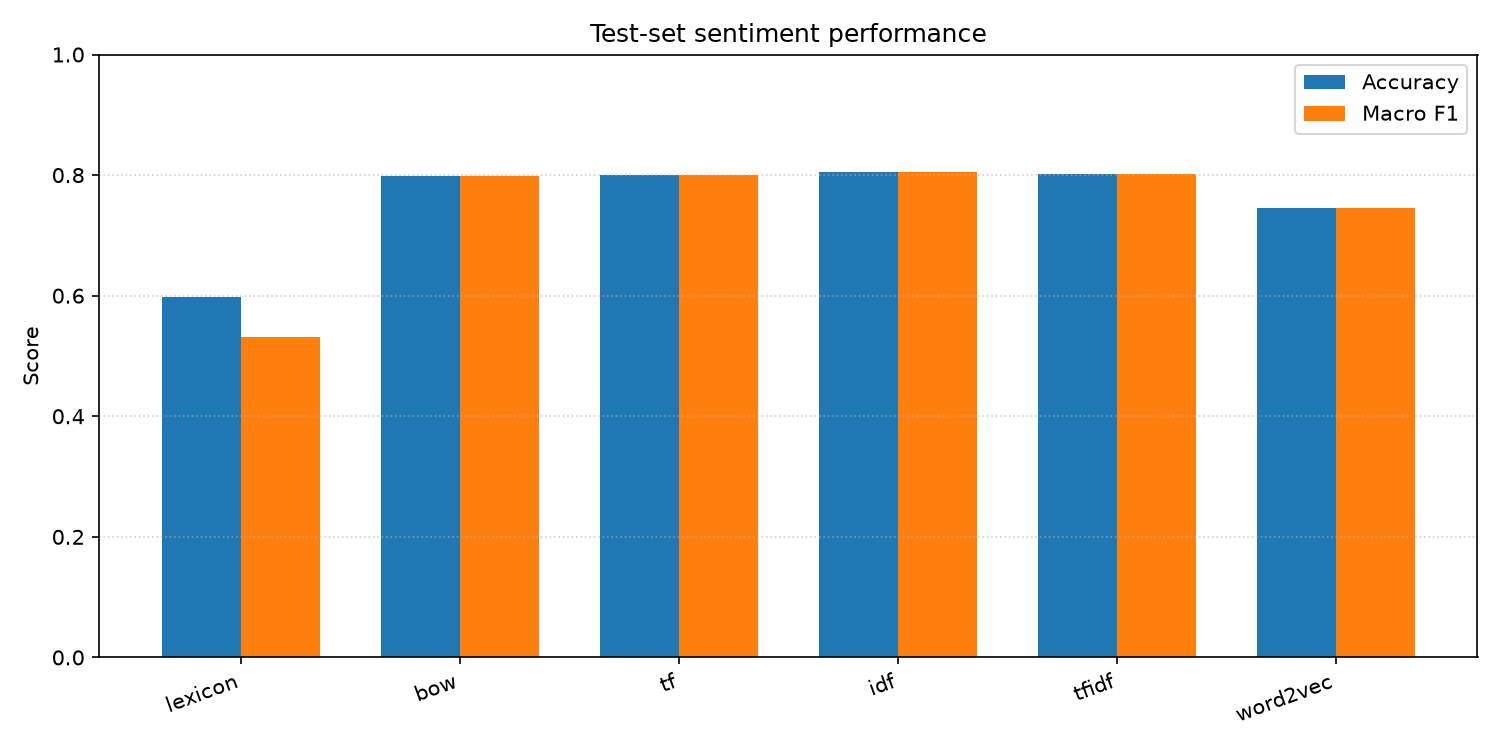 Test-set sentiment performance
1.0
0.8
0.6
0.4
0.2
0.0
Score
Accuracy
Macro F1
lexicon
bow
tf
idf
tfidf
word2vec